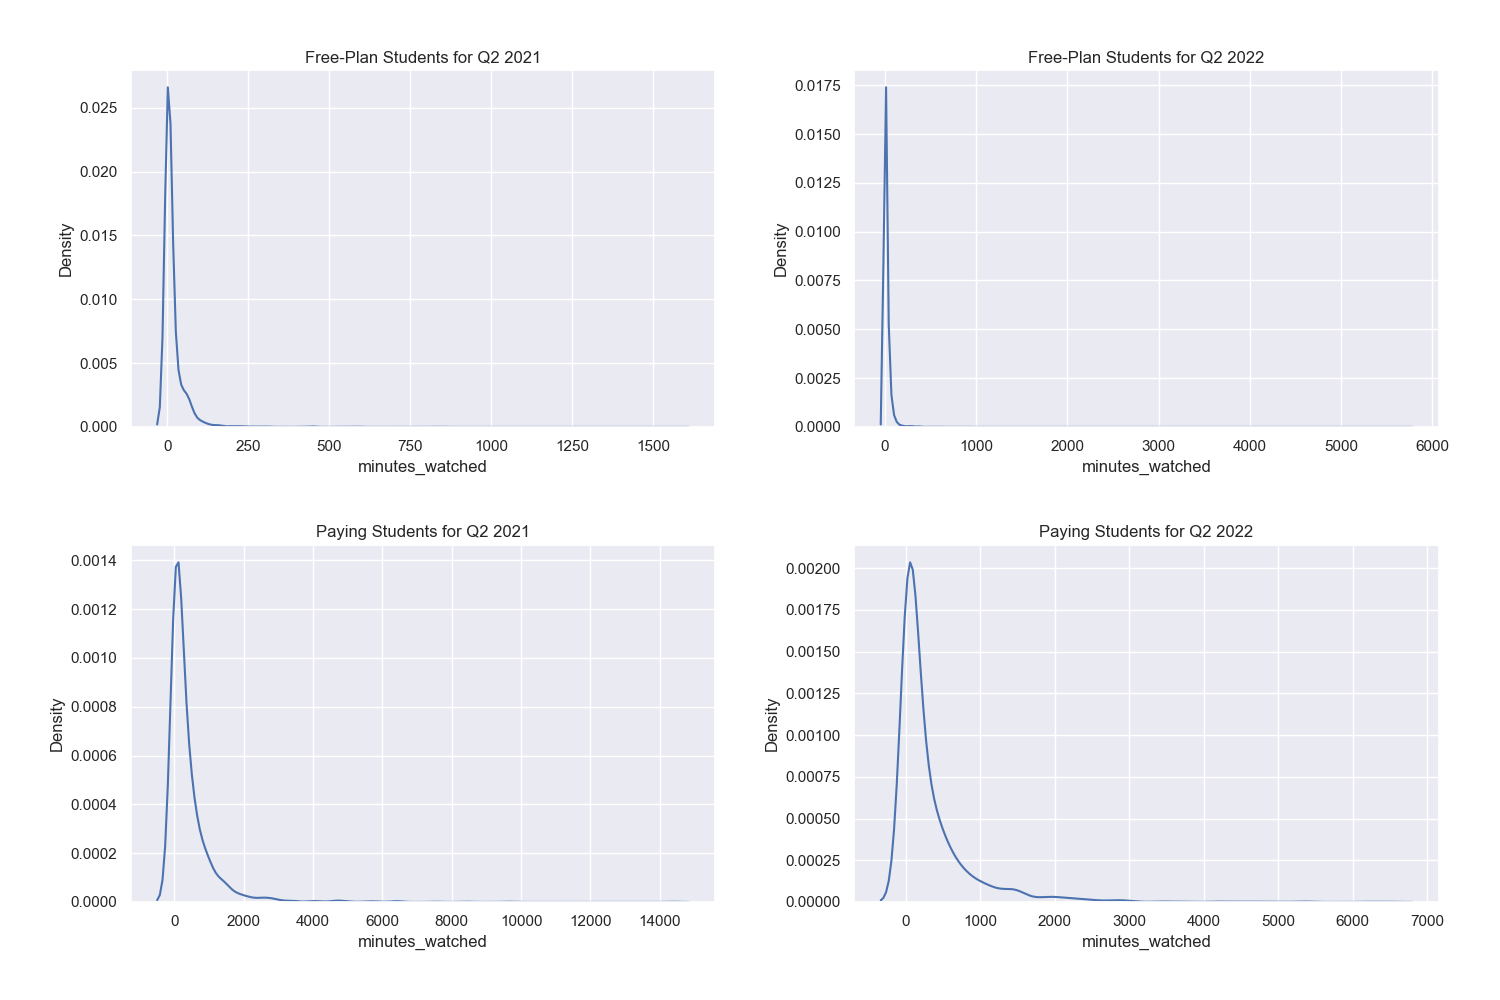 Free-Plan Students for Q2 2021
0.025
0.020
0.015
0.010
0.005
0.000
Density
0 250 500 750 1000 1250 1500
minutes_watched
Free-Plan Students for Q2 2022
0.0175
0.0150
0.0125
0.0100
0.0075
0.0050
0.0025
0.0000
Density
0 1000 2000 3000 4000 5000 6000
minutes_watched
Paying Students for Q2 2021
0.0014
0.0012
0.0010
0.0008
0.0006
0.0004
0.0002
0.0000
Density
0 2000 4000 6000 8000 10000 12000 14000
minutes_watched
Paying Students for Q2 2022
0.00200
0.00175
0.00150
0.00125
0.00100
0.00075
0.00050
0.00025
0.00000
Density
0 1000 2000 3000 4000 5000 6000 7000
minutes_watched